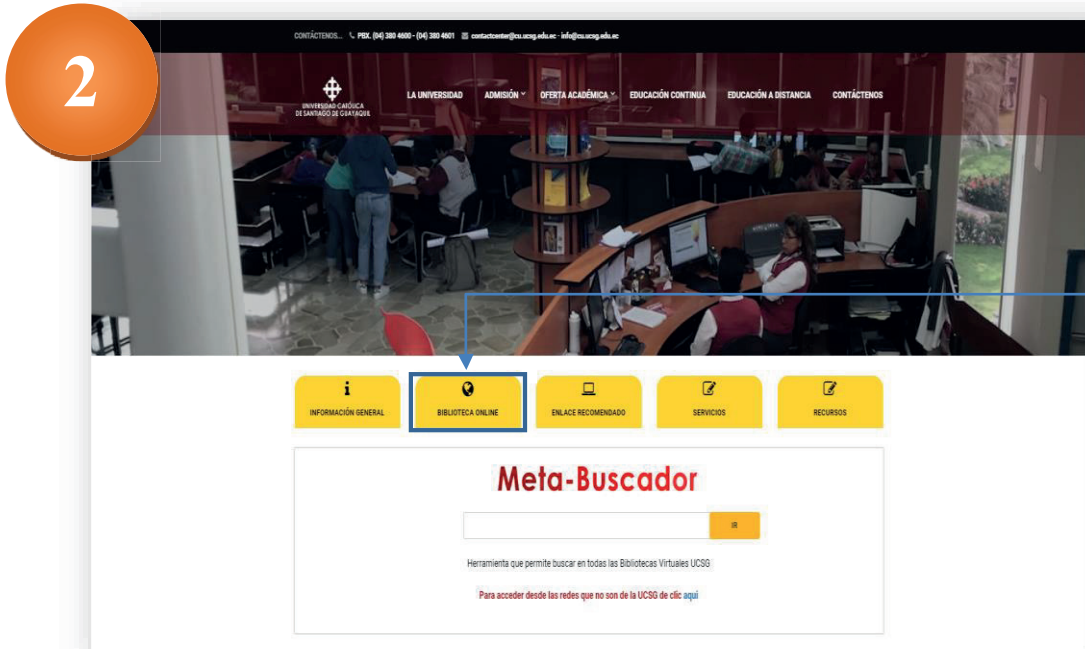 2
CONTÁCTENOS... PBX. (04) 380 4600 - (04) 380 4601 contactcenter@cu.ucsg.edu.ec - info@cu.ucsg.edu.ec
UNIVERSIDAD CATÓLICA
DE SANTIAGO DE GUAYAQUIL
LA UNIVERSIDAD ADMISIÓN OFERTA ACADÉMICA EDUCACIÓN CONTINUA EDUCACIÓN A DISTANCIA CONTÁCTENOS
INFORMACIÓN GENERAL BIBLIOTECA ONLINE ENLACE RECOMENDADO SERVICIOS RECURSOS
Meta-Buscador
IR
Herramienta que permite buscar en todas las Bibliotecas Virtuales UCSG
Para acceder desde las redes que no son de la UCSG de clic aqui